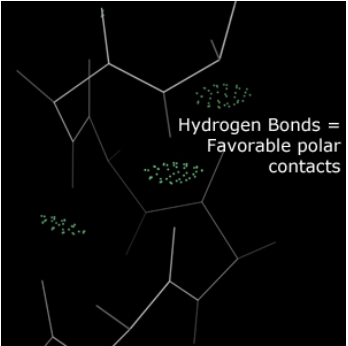 Hydrogen Bonds =
Favorable polar
contacts